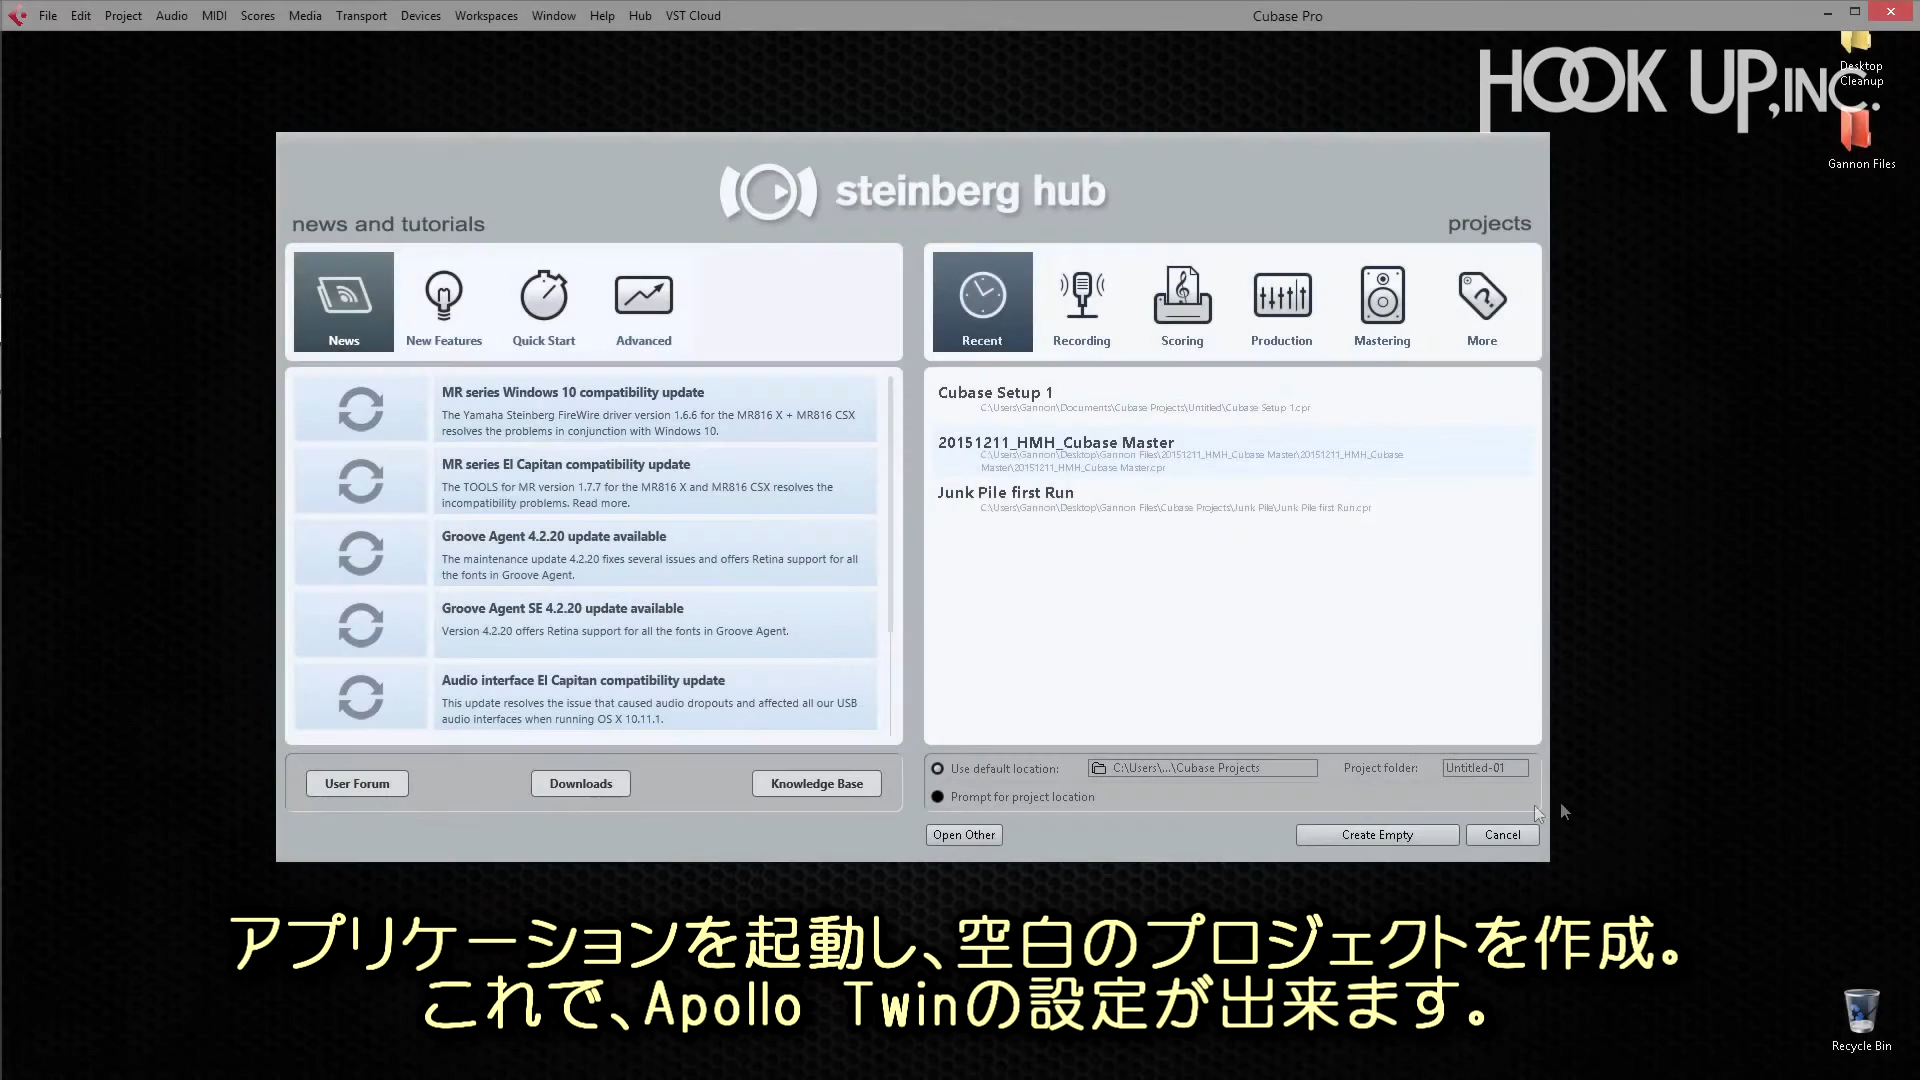 File Edit Project Audio MIDI Scores Media Transport Devices Workspaces Window Help Hub VST Cloud
Cubase Pro
HOOK UP, INC.
Desktop
Cleanup
Gannon Files
steinberg hub
news and tutorials
projects
News
New Features
Quick Start
Advanced
Recent
Recording
Scoring
Production
Mastering
More
MR series Windows 10 compatibility update
The Yamaha Steinberg FireWire driver version 1.6.6 for the MR816 X + MR816 CSX
resolves the problems in conjunction with Windows 10.
MR series El Capitan compatibility update
The TOOLS for MR version 1.7.7 for the MR816 X and MR816 CSX resolves the
incompatibility problems. Read more.
Groove Agent 4.2.20 update available
The maintenance update 4.2.20 fixes several issues and offers Retina support for all
the fonts in Groove Agent.
Groove Agent SE 4.2.20 update available
Version 4.2.20 offers Retina support for all the fonts in Groove Agent.
Audio interface El Capitan compatibility update
This update resolves the issue that caused audio dropouts and affected all our USB
audio interfaces when running OS X 10.11.1.
User Forum
Downloads
Knowledge Base
Cubase Setup 1
C:\Users\Gannon\Documents\Cubase Projects\Untitled\Cubase Setup 1.cpr
20151211_HMH_Cubase Master
C:\Users\Gannon\Desktop\Gannon Files\20151211_HMH_Cubase Master\20151211_HMH_Cubase
Master\20151211_HMH_Cubase Master.cpr
Junk Pile first Run
C:\Users\Gannon\Desktop\Gannon Files\Cubase Projects\Junk Pile\Junk Pile first Run.cpr
Use default location:
C:\Users\...\Cubase Projects
Project folder:
Untitled-01
Prompt for project location
Open Other
Create Empty
Cancel
アプリケーションを起動し、空白のプロジェクトを作成。
これで、Apollo Twinの設定が出来ます。
Recycle Bin